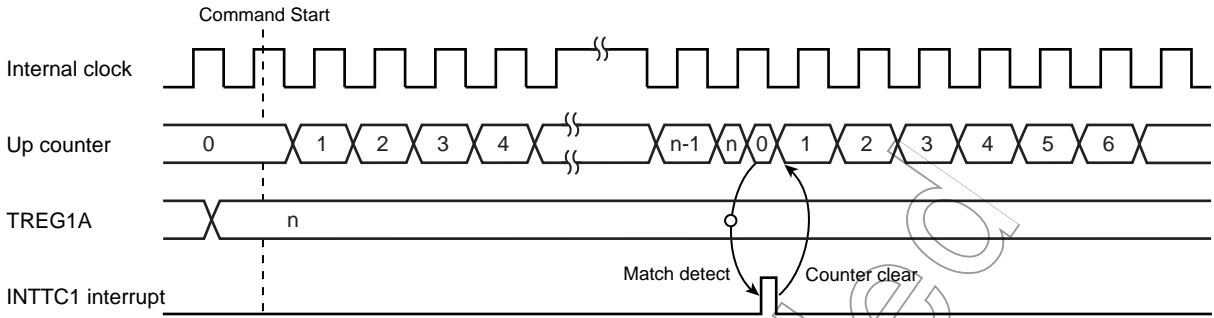 Command Start
Internal clock
Up counter 0 1 2 3 4 n-1 n 0 1 2 3 4 5 6
TREG1A n
Match detect Counter clear
INTTC1 interrupt